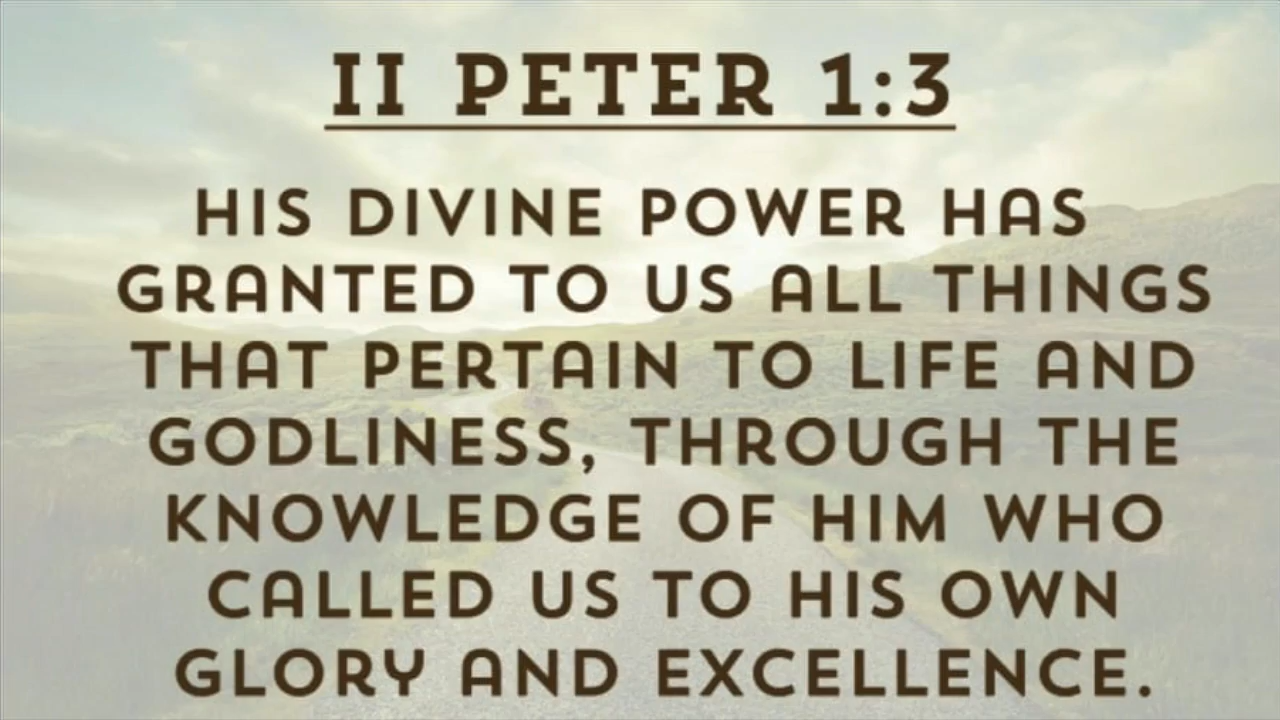 II PETER 1:3
HIS DIVINE POWER HAS
GRANTED TO US ALL THINGS
THAT PERTAIN TO LIFE AND
GODLINESS, THROUGH THE
KNOWLEDGE OF HIM WHO
CALLED US TO HIS OWN
GLORY AND EXCELLENCE.